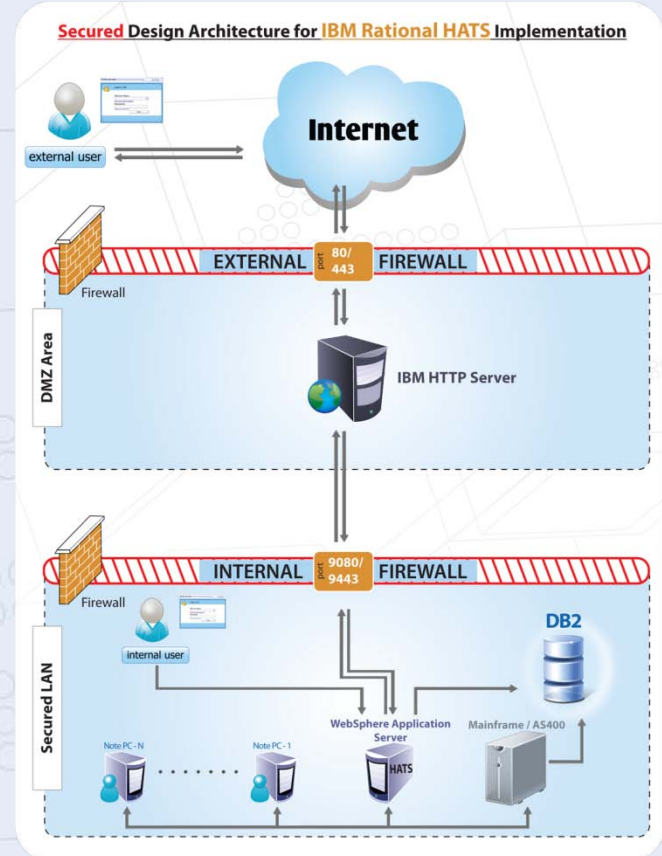 Secured Design Architecture for IBM Rational HATS Implementation
Internet
external user
EXTERNAL port 80/ 443 FIREWALL
Firewall
DMZ Area
IBM HTTP Server
INTERNAL port 9080/ 9443 FIREWALL
Firewall
Secured LAN
internal user
DB2
WebSphere Application
Server
Mainframe / AS400
Note PC - N
Note PC - 1
HATS